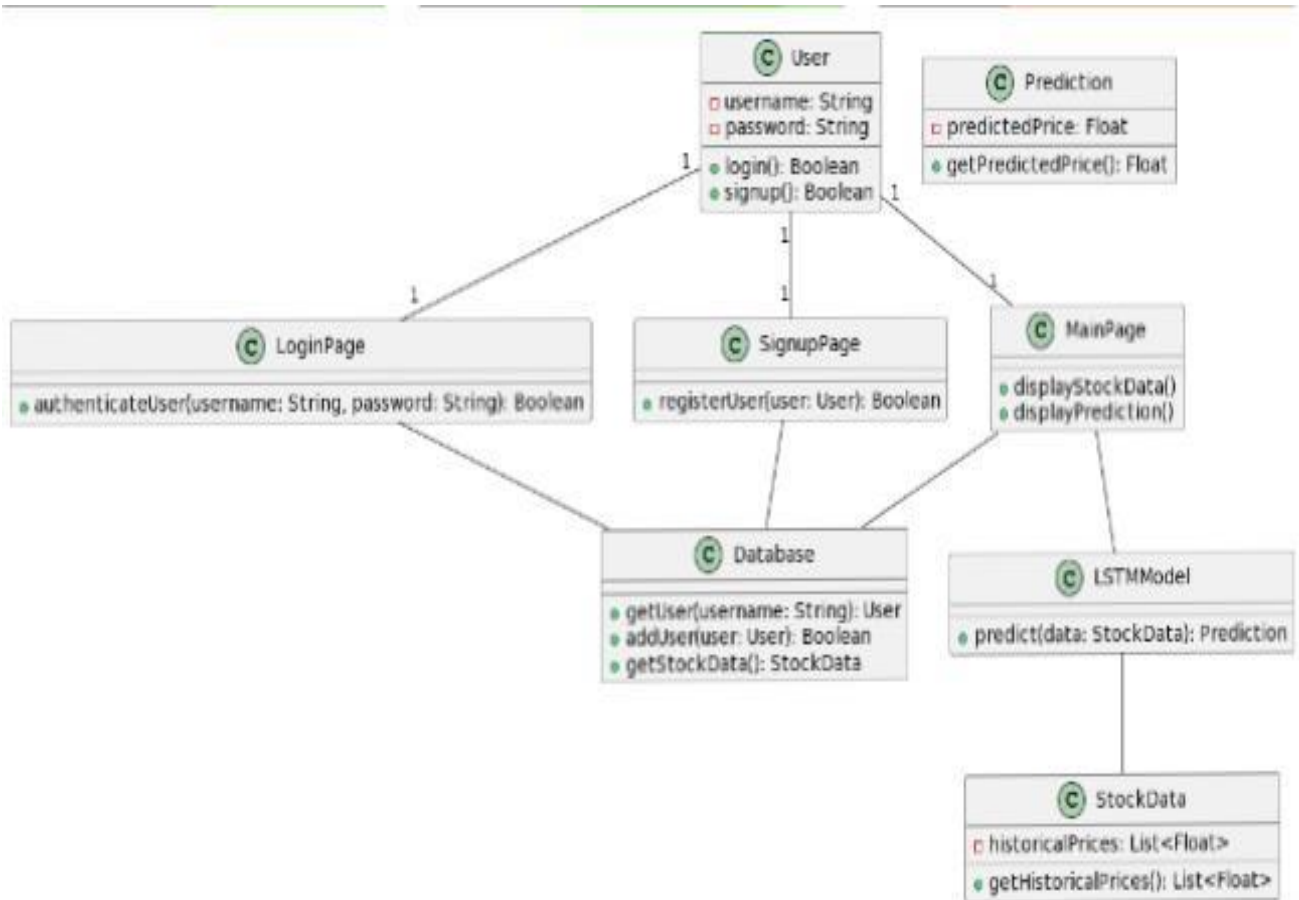 C User
username: String
password: String
login(): Boolean
signup(): Boolean
C Prediction
predictedPrice: Float
getPredictedPrice(): Float
1
1
1
1
1
1
C LoginPage
authenticateUser(username: String, password: String): Boolean
C SignupPage
registerUser(user: User): Boolean
C MainPage
displayStockData()
displayPrediction()
C Database
getUser(username: String): User
addUser(user: User): Boolean
getStockData(): StockData
C LSTMModel
predict(data: StockData): Prediction
C StockData
historicalPrices: List<Float>
getHistoricalPrices(): List<Float>